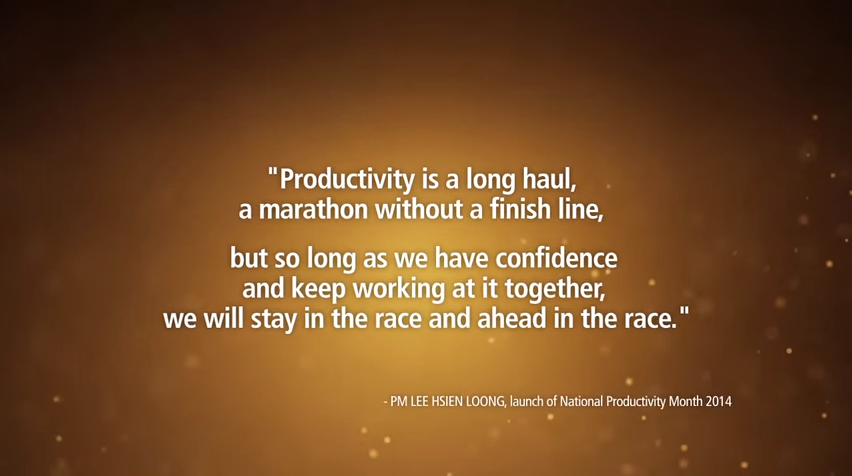 "Productivity is a long haul,
a marathon without a finish line,
but so long as we have confidence
and keep working at it together,
we will stay in the race and ahead in the race."
- PM LEE HSIEN LOONG, launch of National Productivity Month 2014